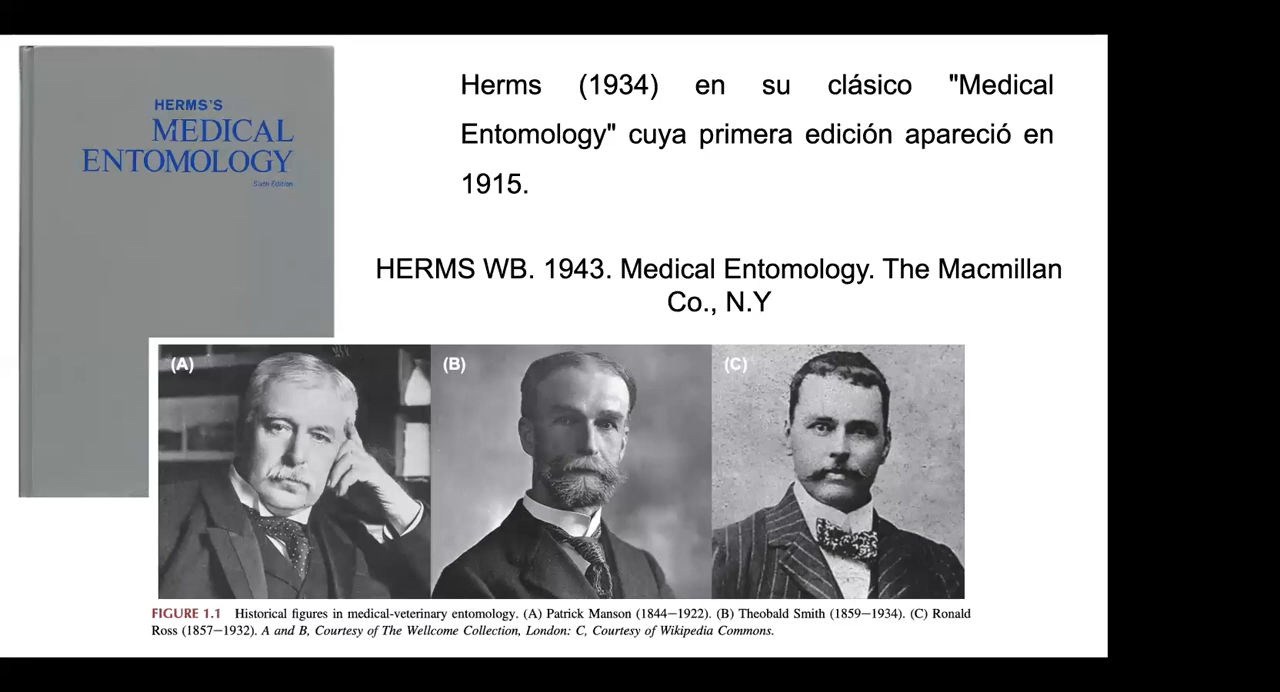 HERMS'S
MEDICAL
ENTOMOLOGY
Sixth Edition
Herms (1934) en su clásico "Medical
Entomology" cuya primera edición apareció en
1915.
HERMS WB. 1943. Medical Entomology. The Macmillan
Co., N.Y
(A)
(B)
(C)
FIGURE 1.1 Historical figures in medical-veterinary entomology. (A) Patrick Manson (1844–1922). (B) Theobald Smith (1859–1934). (C) Ronald
Ross (1857–1932). A and B, Courtesy of The Wellcome Collection, London: C, Courtesy of Wikipedia Commons.